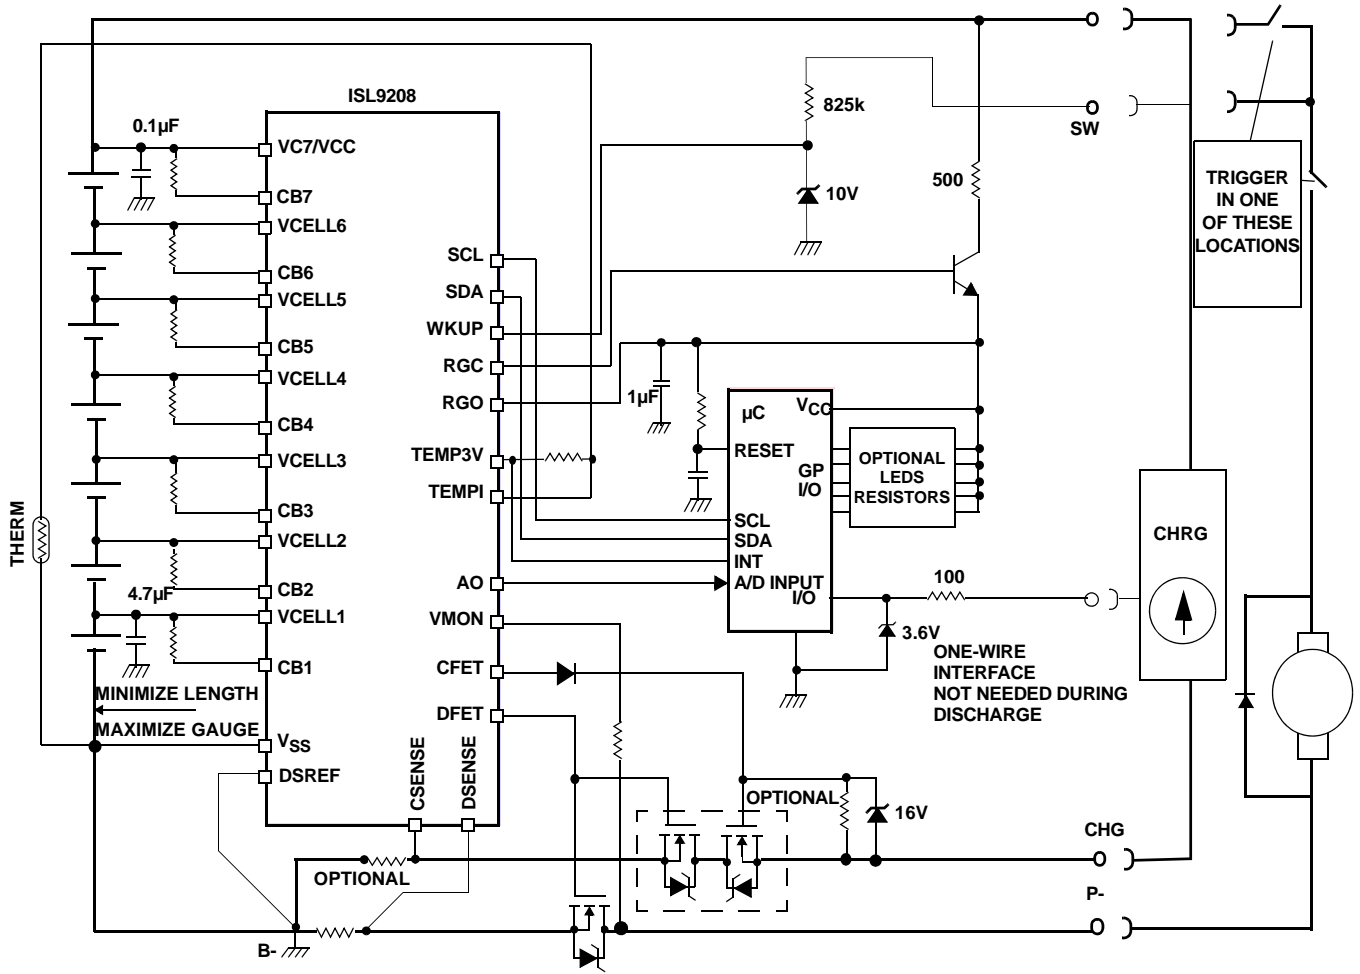 ISL9208
0.1µF
VC7/VCC
CB7
VCELL6
CB6
VCELL5
CB5
VCELL4
CB4
VCELL3
CB3
VCELL2
CB2
4.7µF
VCELL1
CB1
MINIMIZE LENGTH
MAXIMIZE GAUGE
VSS
DSREF
THERM
SCL
SDA
WKUP
RGC
RGO
TEMP3V
TEMPI
AO
VMON
CFET
DFET
CSENSE
DSENSE
OPTIONAL
B-
825k
10V
500
SW
1µF
µC
VCC
RESET
GP
I/O
SCL
SDA
INT
A/D INPUT
I/O
OPTIONAL
LEDS
RESISTORS
100
3.6V
ONE-WIRE
INTERFACE
NOT NEEDED DURING
DISCHARGE
OPTIONAL
16V
TRIGGER
IN ONE
OF THESE
LOCATIONS
CHRG
CHG
P-